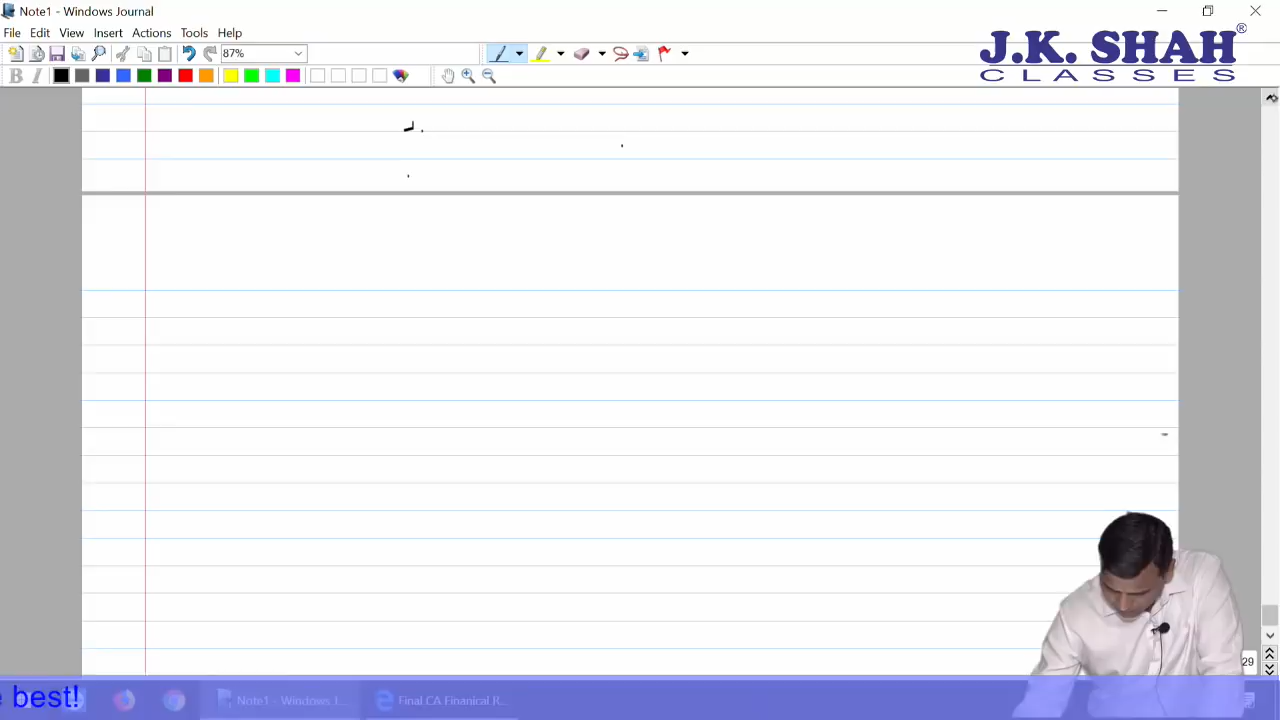 Note1 - Windows Journal
File Edit View Insert Actions Tools Help
87%
J.K. SHAH®
CLASSES
29
best!
Note1 - Windows J...
Final CA Finanical R...